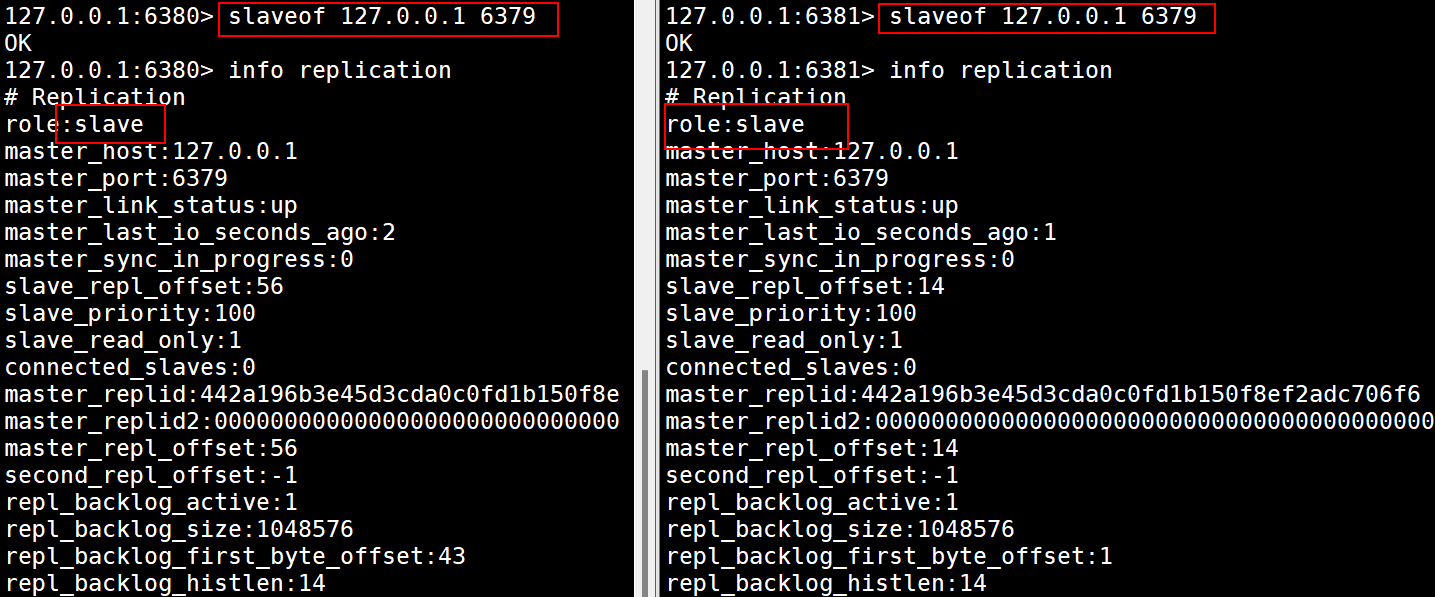 127.0.0.1:6380> slaveof 127.0.0.1 6379
OK
127.0.0.1:6380> info replication
# Replication
role:slave
master_host:127.0.0.1
master_port:6379
master_link_status:up
master_last_io_seconds_ago:2
master_sync_in_progress:0
slave_repl_offset:56
slave_priority:100
slave_read_only:1
connected_slaves:0
master_replid:442a196b3e45d3cda0c0fd1b150f8e
master_replid2:00000000000000000000000000000
master_repl_offset:56
second_repl_offset:-1
repl_backlog_active:1
repl_backlog_size:1048576
repl_backlog_first_byte_offset:43
repl_backlog_histlen:14
127.0.0.1:6381> slaveof 127.0.0.1 6379
OK
127.0.0.1:6381> info replication
# Replication
role:slave
master_host:127.0.0.1
master_port:6379
master_link_status:up
master_last_io_seconds_ago:1
master_sync_in_progress:0
slave_repl_offset:14
slave_priority:100
slave_read_only:1
connected_slaves:0
master_replid:442a196b3e45d3cda0c0fd1b150f8ef2adc706f6
master_replid2:0000000000000000000000000000000000000000
master_repl_offset:14
second_repl_offset:-1
repl_backlog_active:1
repl_backlog_size:1048576
repl_backlog_first_byte_offset:1
repl_backlog_histlen:14